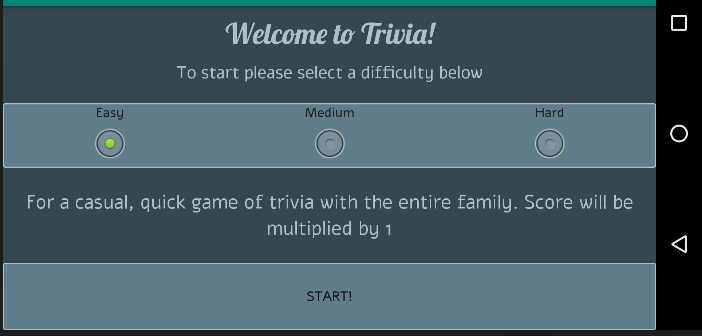 Welcome to Trivia!
To start please select a difficulty below
Easy Medium Hard
For a casual, quick game of trivia with the entire family. Score will be
multiplied by 1
START!